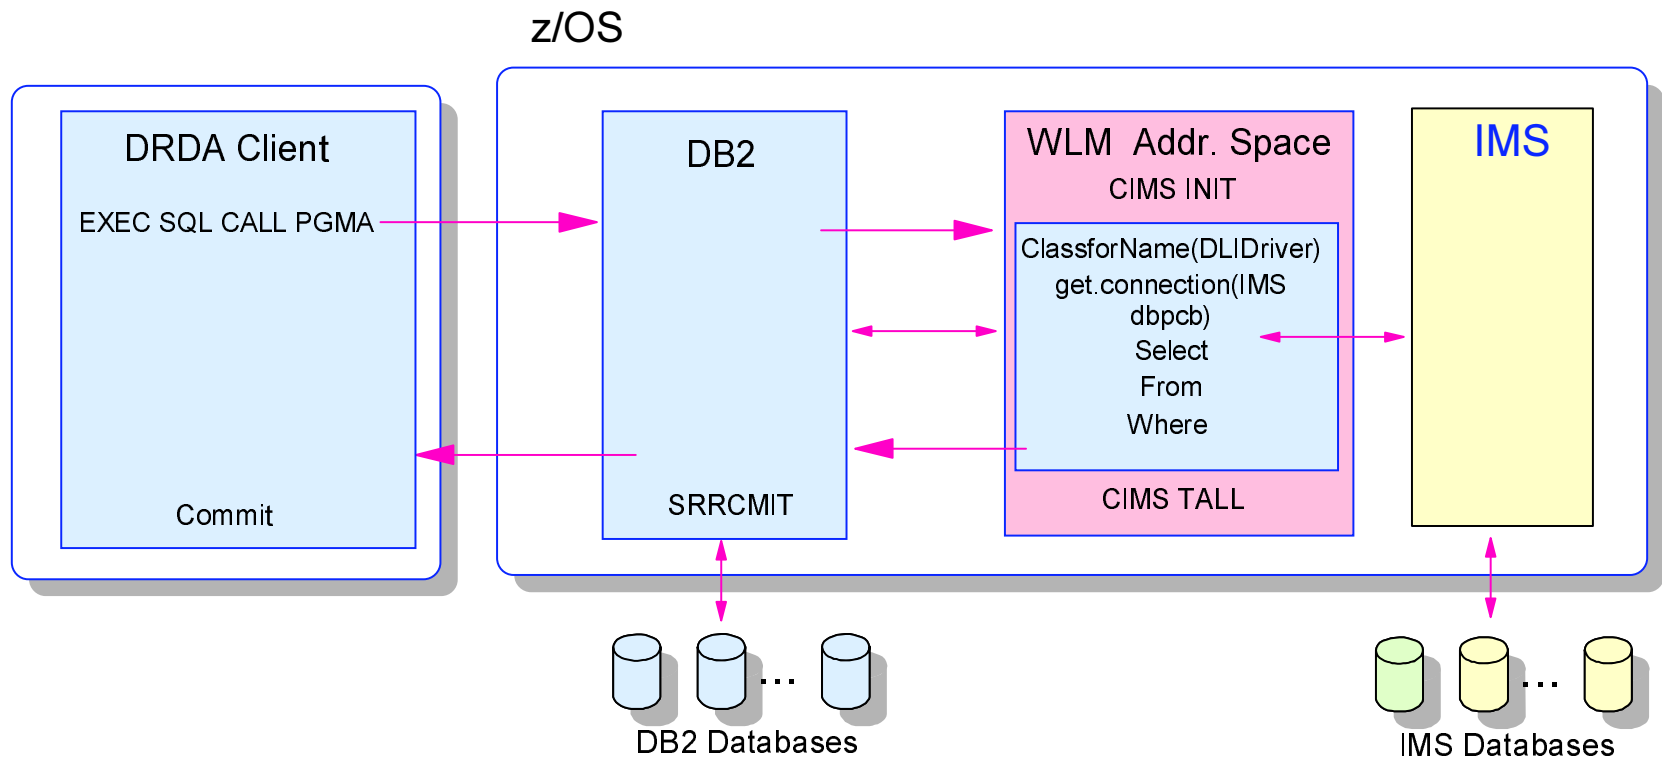 z/OS
DRDA Client
EXEC SQL CALL PGMA
Commit
DB2
SRRCMIT
WLM Addr. Space
CIMS INIT
ClassforName(DLIDriver)
get.connection(IMS
dbpcb)
Select
From
Where
CIMS TALL
IMS
...
DB2 Databases
...
IMS Databases